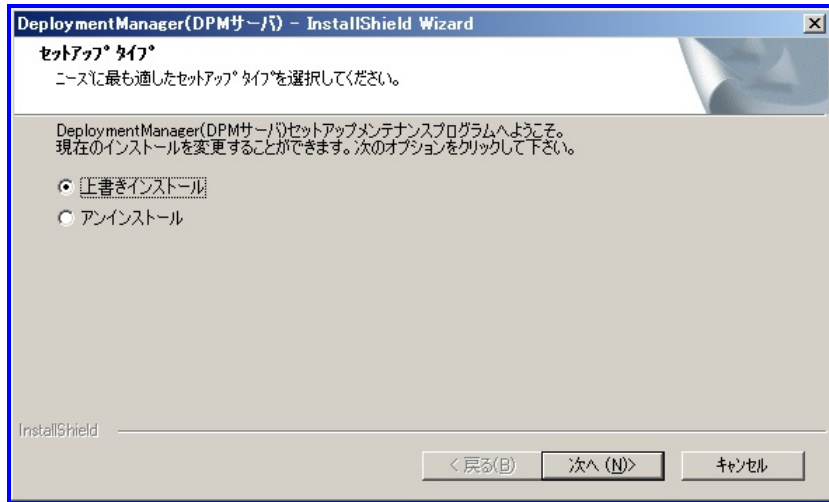 DeploymentManager(DPMサーバ) - InstallShield Wizard
ｾｯﾄｱｯﾌﾟ ﾀｲﾌﾟ
ニーズに最も適したｾｯﾄｱｯﾌﾟ ﾀｲﾌﾟを選択してください。
DeploymentManager(DPMサーバ)セットアップメンテナンスプログラムへようこそ。
現在のインストールを変更することができます。次のオプションをクリックして下さい。
上書きインストール
アンインストール
InstallShield
< 戻る(B)
次へ (N)>
ｷｬﾝｾﾙ